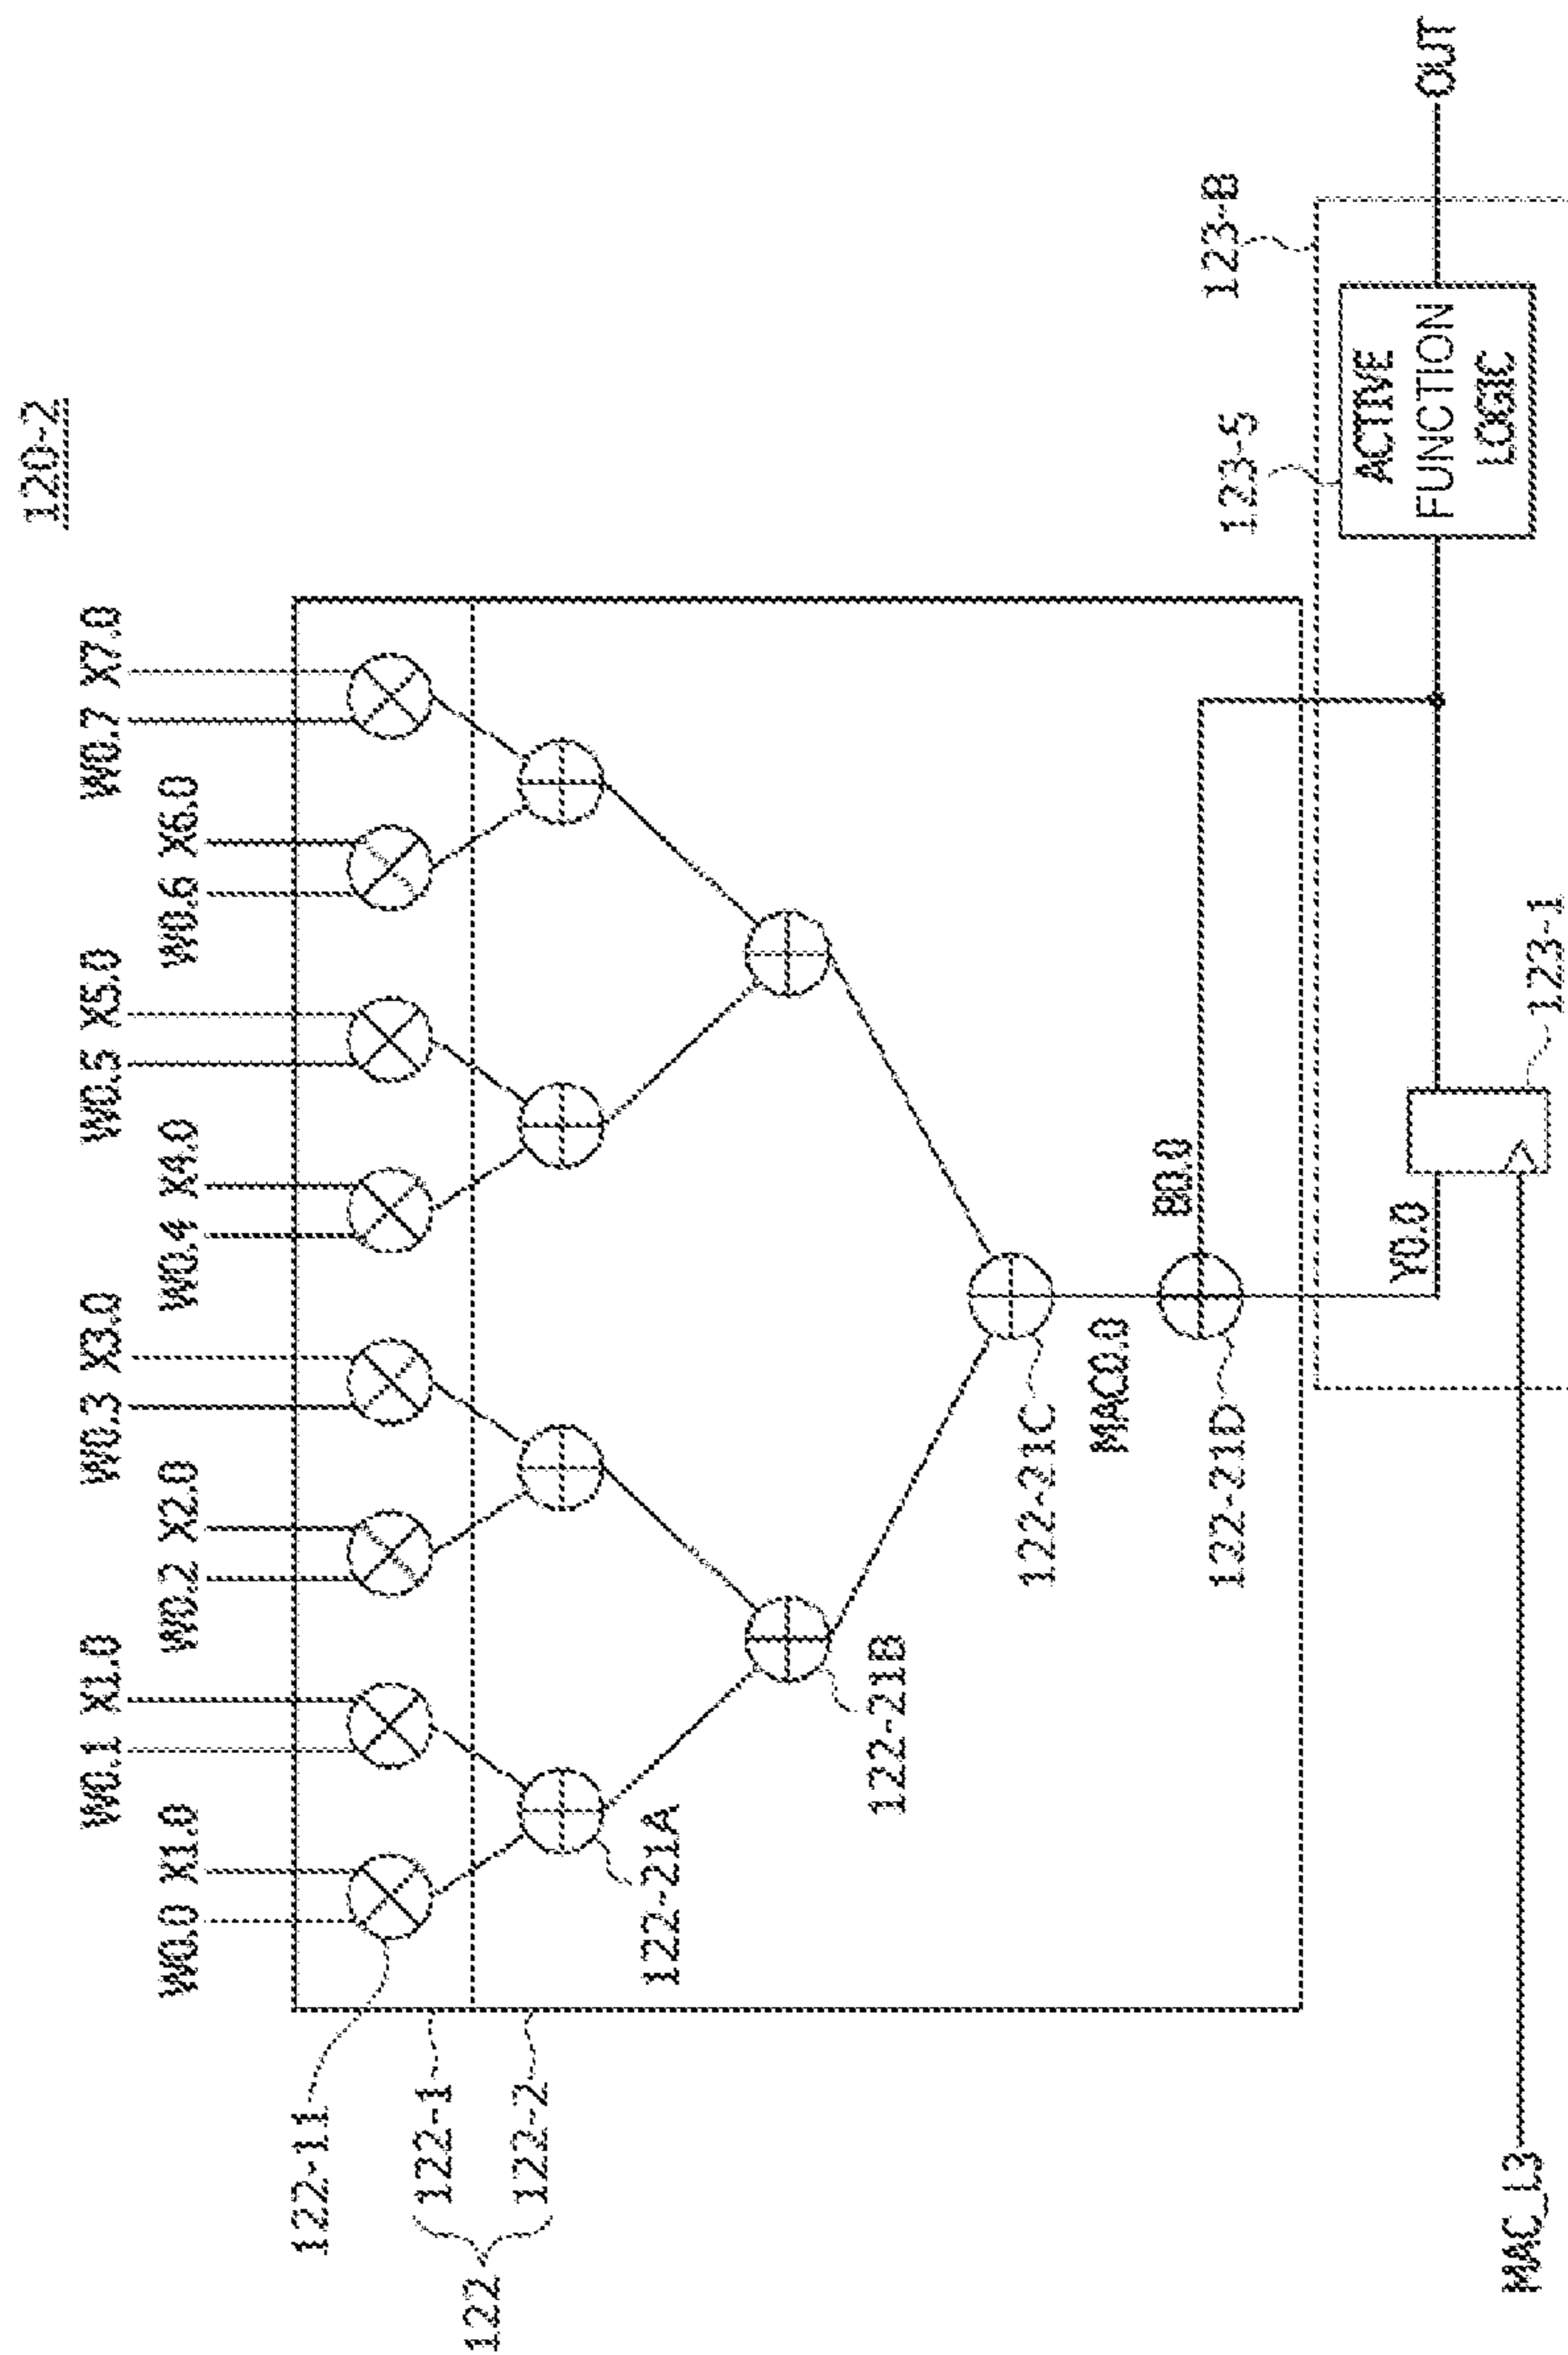 120-2
W0.1 X1.0
W0.3 X3.0
W0.5 X5.0
W0.7 X7.0
W0.0 X1.0
W0.2 X2.0
W0.4 X4.0
W0.6 X6.0
122-11
122-1
122
122-2
122-21A
122-21B
122-21C
MAC0.0
B0.0
122-21D
123-B
123-5
Y0.0
ACTIVE
FUNCTION
LOGIC
OUT
MAC_L3
123-1